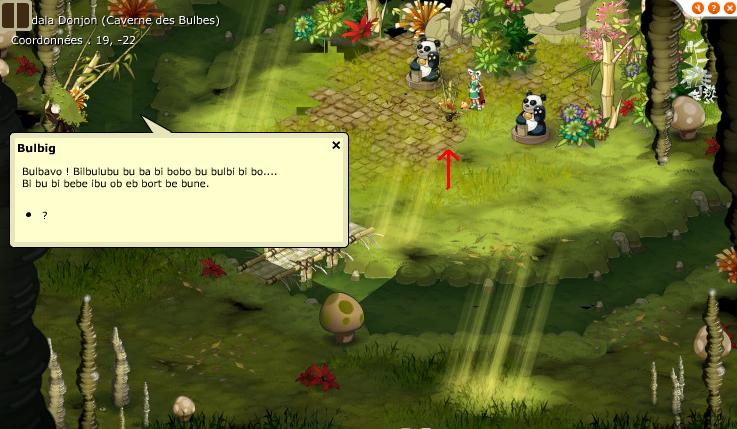 dala Donjon (Caverne des Bulbes)
Coordonnées . 19, -22
?
Bulbig
Bulbavo ! Bilbulubu bu ba bi bobo bu bulbi bi bo....
Bi bu bi bebe ibu ob eb bort be bune.
?